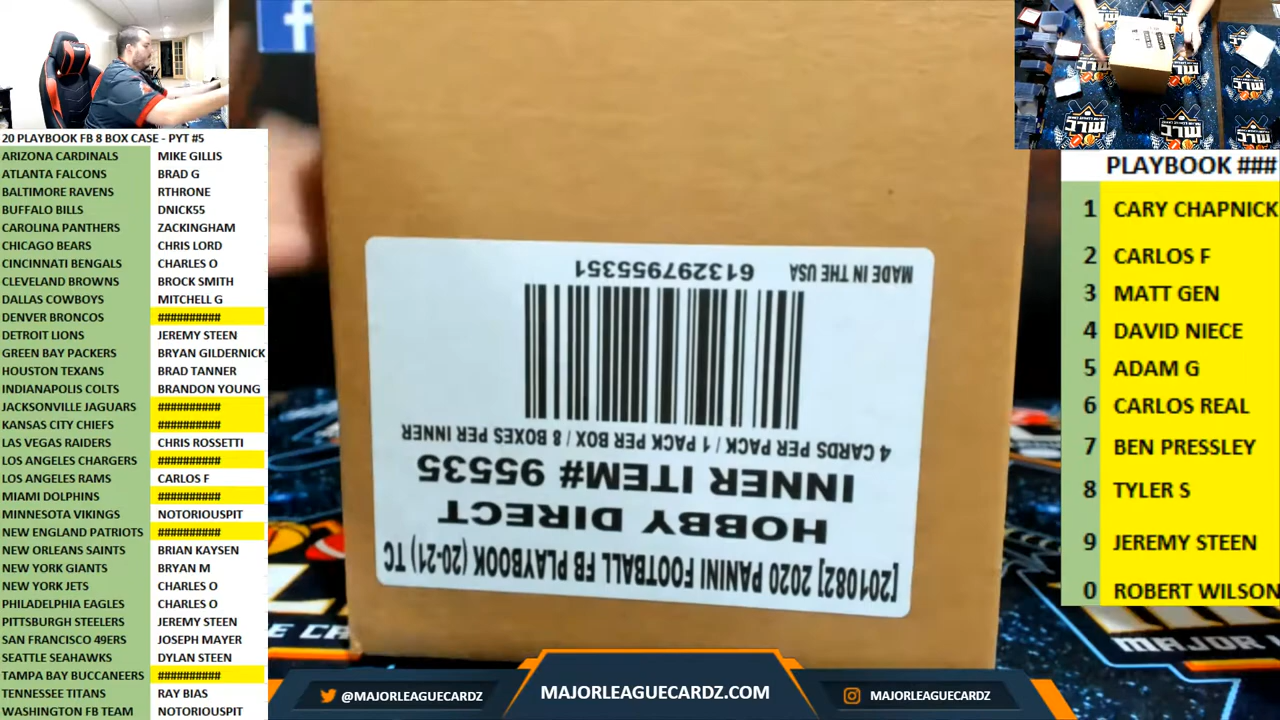 20 PLAYBOOK FB 8 BOX CASE - PYT #5
ARIZONA CARDINALS MIKE GILLIS
ATLANTA FALCONS BRAD G
BALTIMORE RAVENS RTHRONE
BUFFALO BILLS DNICK55
CAROLINA PANTHERS ZACKINGHAM
CHICAGO BEARS CHRIS LORD
CINCINNATI BENGALS CHARLES O
CLEVELAND BROWNS BROCK SMITH
DALLAS COWBOYS MITCHELL G
DENVER BRONCOS ##########
DETROIT LIONS JEREMY STEEN
GREEN BAY PACKERS BRYAN GILDERNICK
HOUSTON TEXANS BRAD TANNER
INDIANAPOLIS COLTS BRANDON YOUNG
JACKSONVILLE JAGUARS ##########
KANSAS CITY CHIEFS ##########
LAS VEGAS RAIDERS CHRIS ROSSETTI
LOS ANGELES CHARGERS ##########
LOS ANGELES RAMS CARLOS F
MIAMI DOLPHINS ##########
MINNESOTA VIKINGS NOTORIOUSPIT
NEW ENGLAND PATRIOTS ##########
NEW ORLEANS SAINTS BRIAN KAYSEN
NEW YORK GIANTS BRYAN M
NEW YORK JETS CHARLES O
PHILADELPHIA EAGLES CHARLES O
PITTSBURGH STEELERS JEREMY STEEN
SAN FRANCISCO 49ERS JOSEPH MAYER
SEATTLE SEAHAWKS DYLAN STEEN
TAMPA BAY BUCCANEERS ##########
TENNESSEE TITANS RAY BIAS
WASHINGTON FB TEAM NOTORIOUSPIT
[201082] 2020 PANINI FOOTBALL FB PLAYBOOK (20-21) TC
HOBBY DIRECT
INNER ITEM# 95535
4 CARDS PER PACK / 1 PACK PER BOX / 8 BOXES PER INNER
MADE IN THE USA 613297955351
PLAYBOOK ###
1 CARY CHAPNICK
2 CARLOS F
3 MATT GEN
4 DAVID NIECE
5 ADAM G
6 CARLOS REAL
7 BEN PRESSLEY
8 TYLER S
9 JEREMY STEEN
0 ROBERT WILSON
@MAJORLEAGUECARDZ
MAJORLEAGUECARDZ.COM
MAJORLEAGUECARDZ